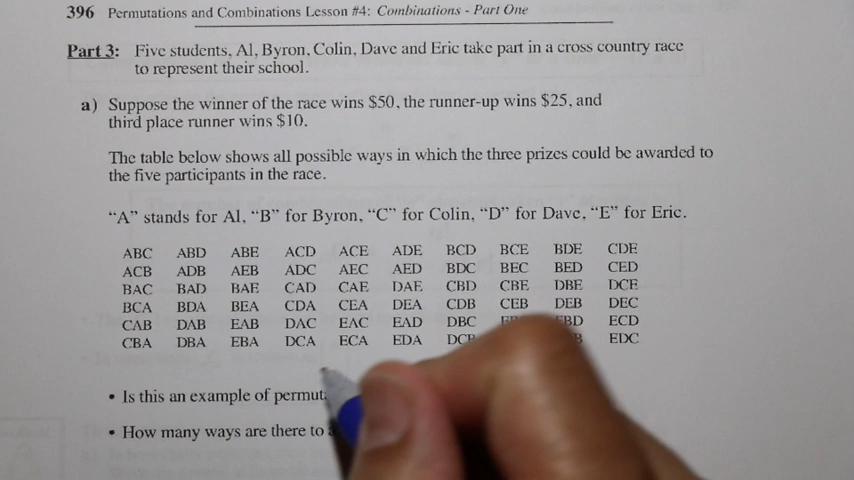 396 Permutations and Combinations Lesson #4: Combinations - Part One
Part 3: Five students, Al, Byron, Colin, Dave and Eric take part in a cross country race
to represent their school.
a) Suppose the winner of the race wins $50, the runner-up wins $25, and
third place runner wins $10.
The table below shows all possible ways in which the three prizes could be awarded to
the five participants in the race.
“A” stands for Al, “B” for Byron, “C” for Colin, “D” for Dave, “E” for Eric.
ABC ABD ABE ACD ACE ADE BCD BCE BDE CDE
ACB ADB AEB ADC AEC AED BDC BEC BED CED
BAC BAD BAE CAD CAE DAE CBD CBE DBE DCE
BCA BDA BEA CDA CEA DEA CDB CEB DEB DEC
CAB DAB EAB DAC EAC EAD DBC ECD
CBA DBA EBA DCA ECA EDA EDC
• Is this an example of
• How many ways are there to